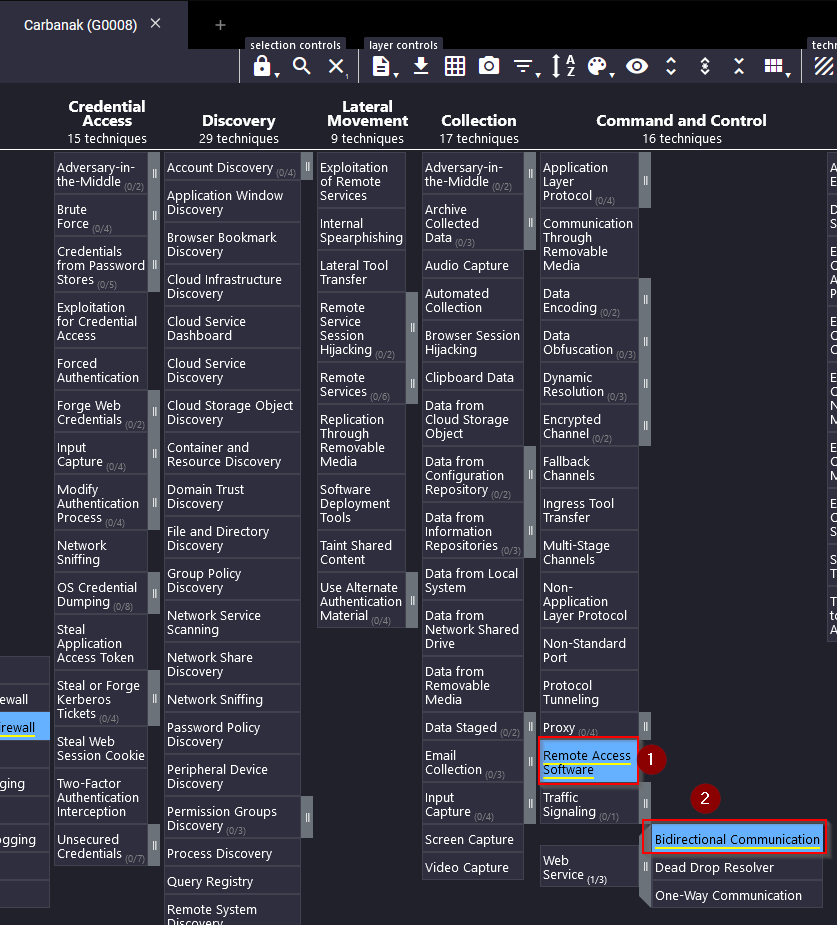 Carbanak (G0008)
selection controls
layer controls
techn
Credential
Access
15 techniques
Discovery
29 techniques
Lateral
Movement
9 techniques
Collection
17 techniques
Command and Control
16 techniques
ewall
irewall
ging
ogging
Adversary-in-
the-Middle (0/2)
Brute
Force (0/4)
Credentials
from Password
Stores (0/5)
Exploitation
for Credential
Access
Forced
Authentication
Forge Web
Credentials (0/2)
Input
Capture (0/4)
Modify
Authentication
Process (0/4)
Network
Sniffing
OS Credential
Dumping (0/8)
Steal
Application
Access Token
Steal or Forge
Kerberos
Tickets (0/4)
Steal Web
Session Cookie
Two-Factor
Authentication
Interception
Unsecured
Credentials (0/7)
Account Discovery (0/4)
Application Window
Discovery
Browser Bookmark
Discovery
Cloud Infrastructure
Discovery
Cloud Service
Dashboard
Cloud Service
Discovery
Cloud Storage Object
Discovery
Container and
Resource Discovery
Domain Trust
Discovery
File and Directory
Discovery
Group Policy
Discovery
Network Service
Scanning
Network Share
Discovery
Network Sniffing
Password Policy
Discovery
Peripheral Device
Discovery
Permission Groups
Discovery (0/3)
Process Discovery
Query Registry
Remote System
Discovery
Exploitation
of Remote
Services
Internal
Spearphishing
Lateral Tool
Transfer
Remote
Service
Session
Hijacking (0/2)
Remote
Services (0/6)
Replication
Through
Removable
Media
Software
Deployment
Tools
Taint Shared
Content
Use Alternate
Authentication
Material (0/4)
Adversary-in-
the-Middle (0/2)
Archive
Collected
Data (0/3)
Audio Capture
Automated
Collection
Browser Session
Hijacking
Clipboard Data
Data from
Cloud Storage
Object
Data from
Configuration
Repository (0/2)
Data from
Information
Repositories (0/3)
Data from Local
System
Data from
Network Shared
Drive
Data from
Removable
Media
Data Staged (0/2)
Email
Collection (0/3)
Input
Capture (0/4)
Screen Capture
Video Capture
Application
Layer
Protocol (0/4)
Communication
Through
Removable
Media
Data
Encoding (0/2)
Data
Obfuscation (0/3)
Dynamic
Resolution (0/3)
Encrypted
Channel (0/2)
Fallback
Channels
Ingress Tool
Transfer
Multi-Stage
Channels
Non-
Application
Layer Protocol
Non-Standard
Port
Protocol
Tunneling
Proxy (0/4)
Remote Access
Software
1
Traffic
Signaling (0/1)
2
Web
Service (1/3)
Bidirectional Communication
Dead Drop Resolver
One-Way Communication